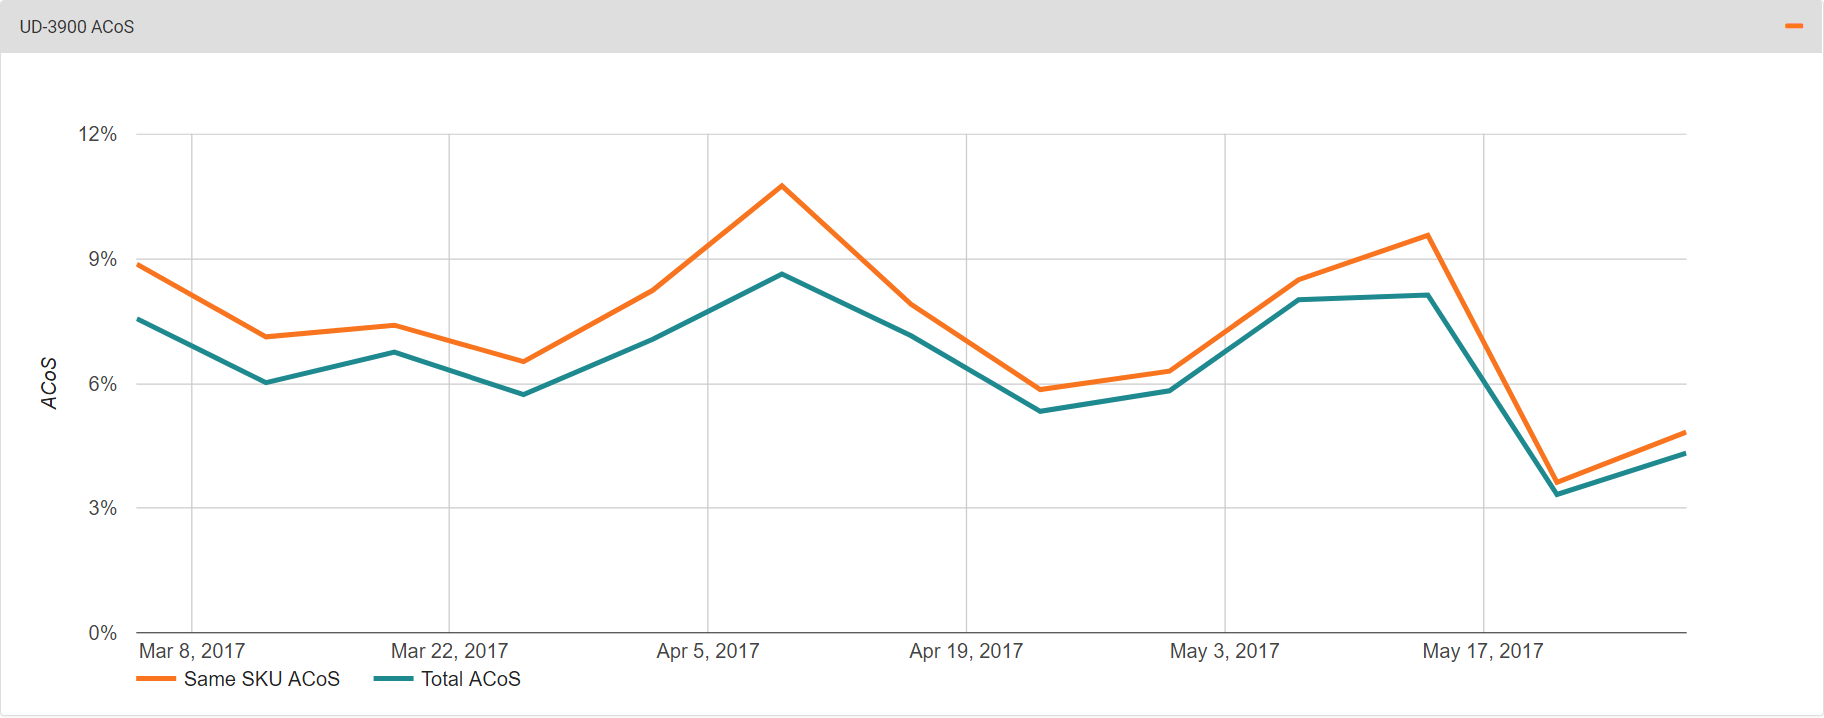 UD-3900 ACoS
12%
9%
6%
3%
0%
ACoS
Mar 8, 2017 Mar 22, 2017 Apr 5, 2017 Apr 19, 2017 May 3, 2017 May 17, 2017
Same SKU ACoS Total ACoS